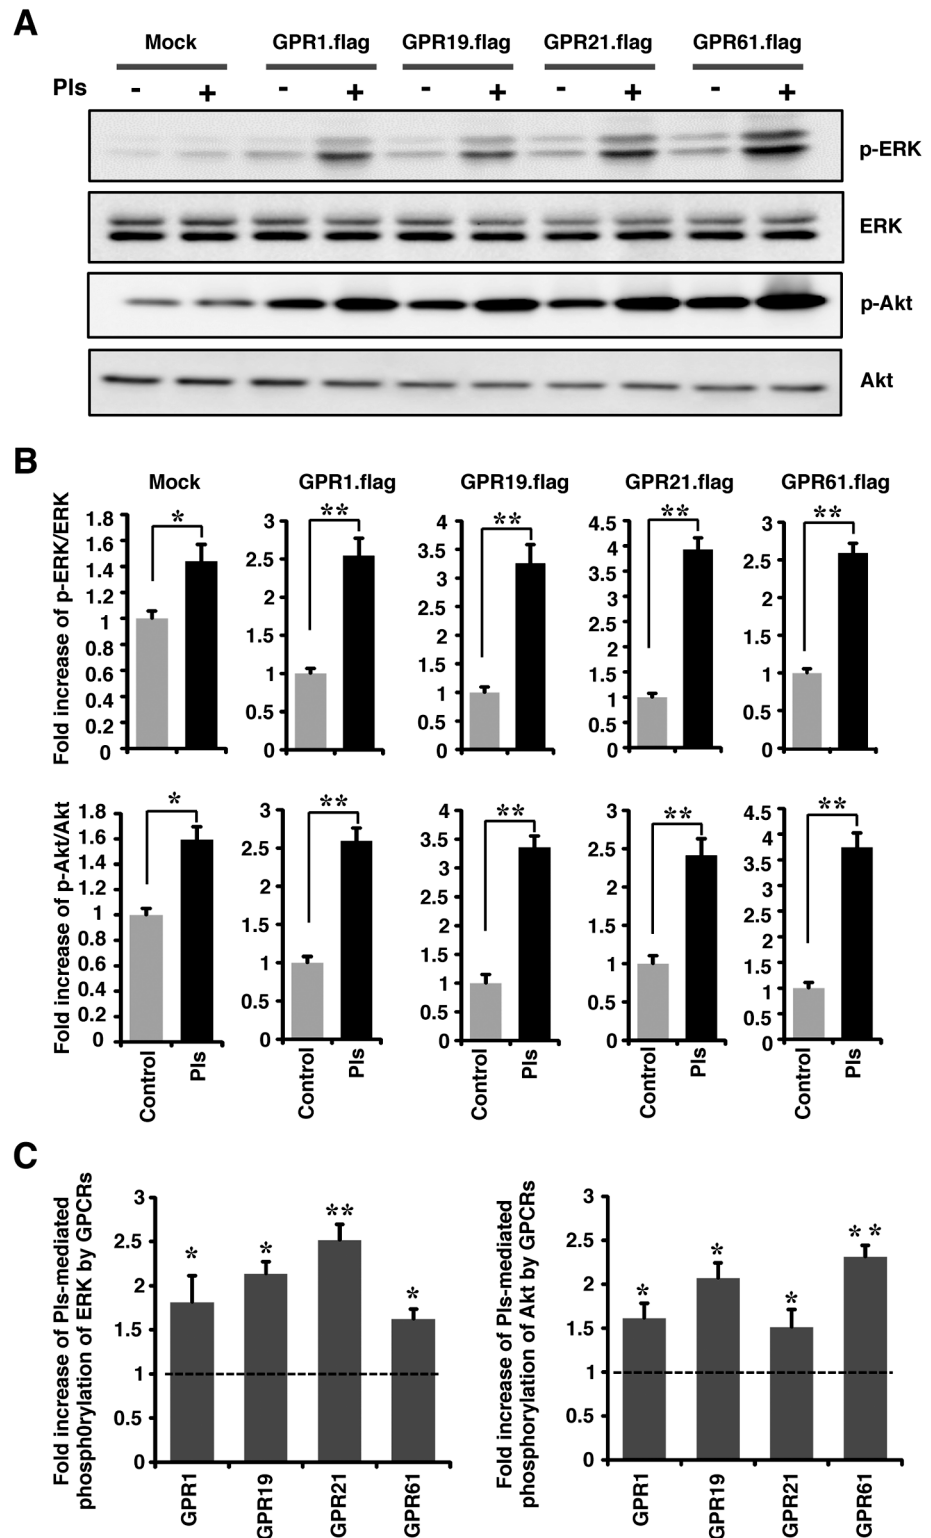 A
Mock GPR1.flag GPR19.flag GPR21.flag GPR61.flag
Pls - + - + - + - + - +
p-ERK
ERK
p-Akt
Akt
B
Mock GPR1.flag GPR19.flag GPR21.flag GPR61.flag
Fold increase of p-ERK/ERK
1.8 1.6 1.4 1.2 1 0.8 0.6 0.4 0.2 0
*
3 2.5 2 1.5 1 0.5 0
**
4 3.5 3 2.5 2 1.5 1 0.5 0
**
4.5 4 3.5 3 2.5 2 1.5 1 0.5 0
**
3 2.5 2 1.5 1 0.5 0
**
Fold increase of p-Akt/Akt
1.8 1.6 1.4 1.2 1 0.8 0.6 0.4 0.2 0
*
3 2.5 2 1.5 1 0.5 0
**
4 3.5 3 2.5 2 1.5 1 0.5 0
**
3 2.5 2 1.5 1 0.5 0
**
4.5 4 3.5 3 2.5 2 1.5 1 0.5 0
**
Control Pls Control Pls Control Pls Control Pls Control Pls
C
Fold increase of Pls-mediated
phosph0rylation of ERK by GPCRs
3 2.5 2 1.5 1 0.5 0
* * ** *
GPR1 GPR19 GPR21 GPR61
Fold increase of Pls-mediated
phosphorylation of Akt by GPCRs
3 2.5 2 1.5 1 0.5 0
* * * * *
GPR1 GPR19 GPR21 GPR61